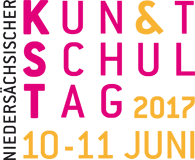 NIEDERSÄCHSISCHER
KUN&T
SCHUL
TAG 2017
10-11 JUNI